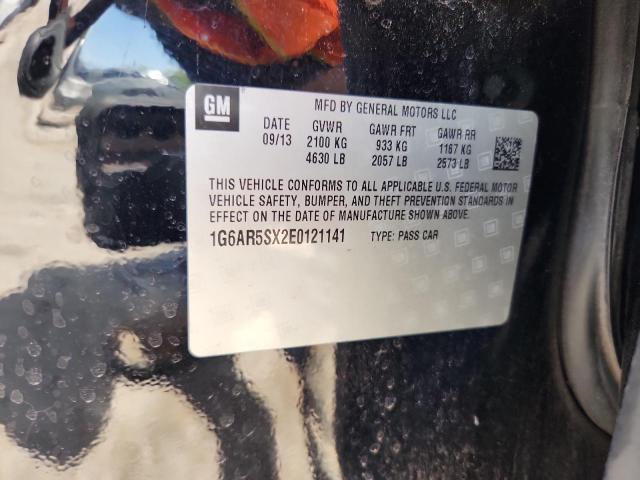 GM
MFD BY GENERAL MOTORS LLC
DATE GVWR GAWR FRT GAWR RR
09/13 2100 KG 933 KG 1167 KG
4630 LB 2057 LB 2573 LB
THIS VEHICLE CONFORMS TO ALL APPLICABLE U.S. FEDERAL MOTOR
VEHICLE SAFETY, BUMPER, AND THEFT PREVENTION STANDARDS IN
EFFECT ON THE DATE OF MANUFACTURE SHOWN ABOVE.
1G6AR5SX2E0121141 TYPE: PASS CAR